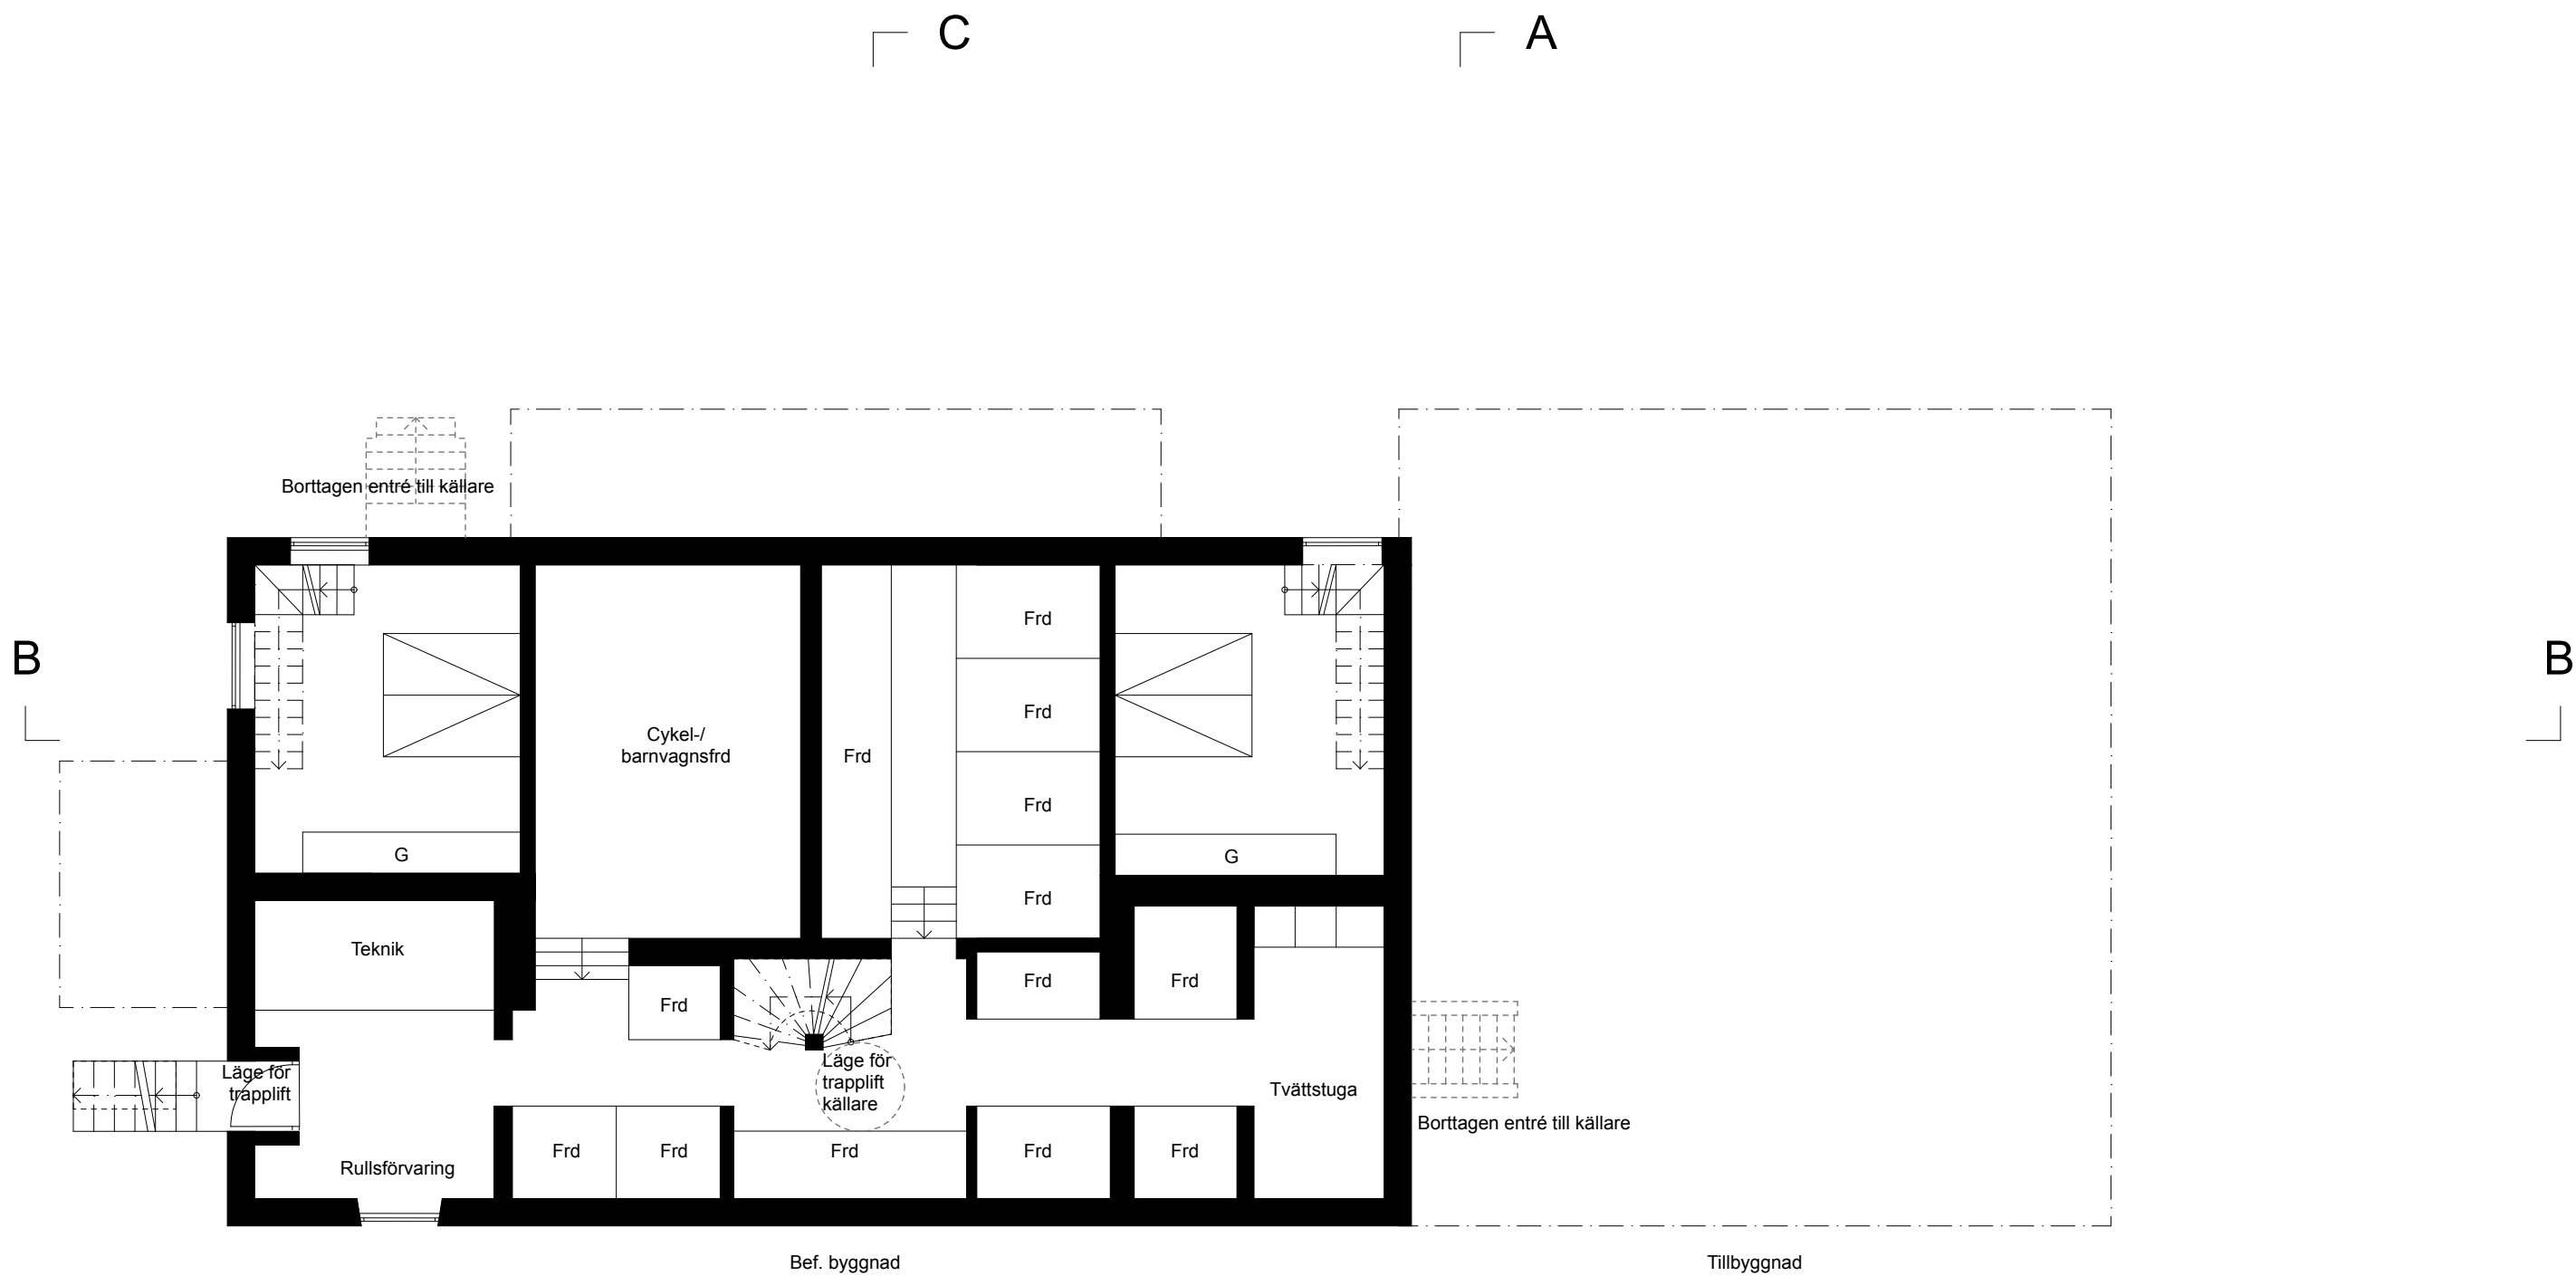 C
A
Borttagen entré till källare
Frd
B
B
Frd
Cykel-/
barnvagnsfrd
Frd
Frd
G
G
Frd
Teknik
Frd
Frd
Frd
Läge för
trapplift
Läge för
trapplift
källare
Tvättstuga
Borttagen entré till källare
Rullsförvaring
Frd
Frd
Frd
Frd
Frd
Bef. byggnad
Tillbyggnad